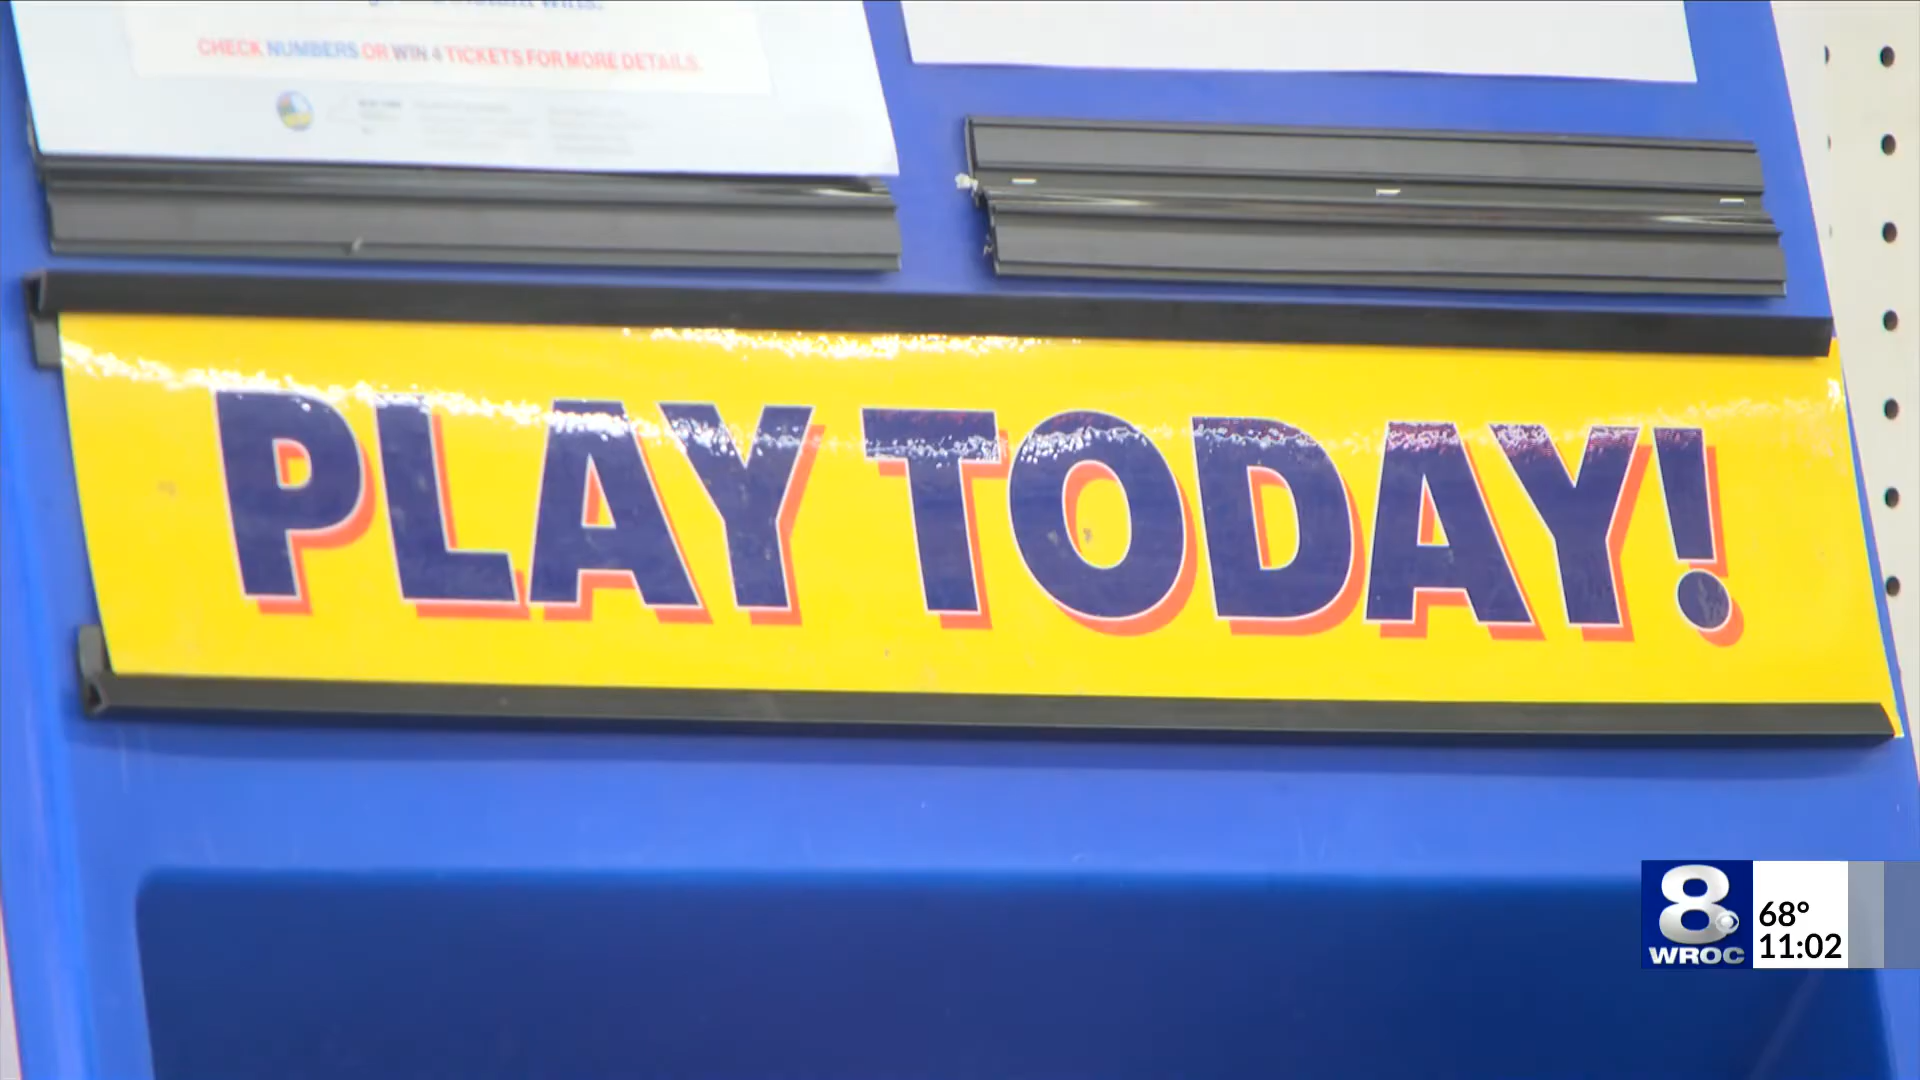 CHECK NUMBERS OR WIN 4 TICKETS FOR MORE DETAILS.
PLAY TODAY!
8
WROC
68°
11:02